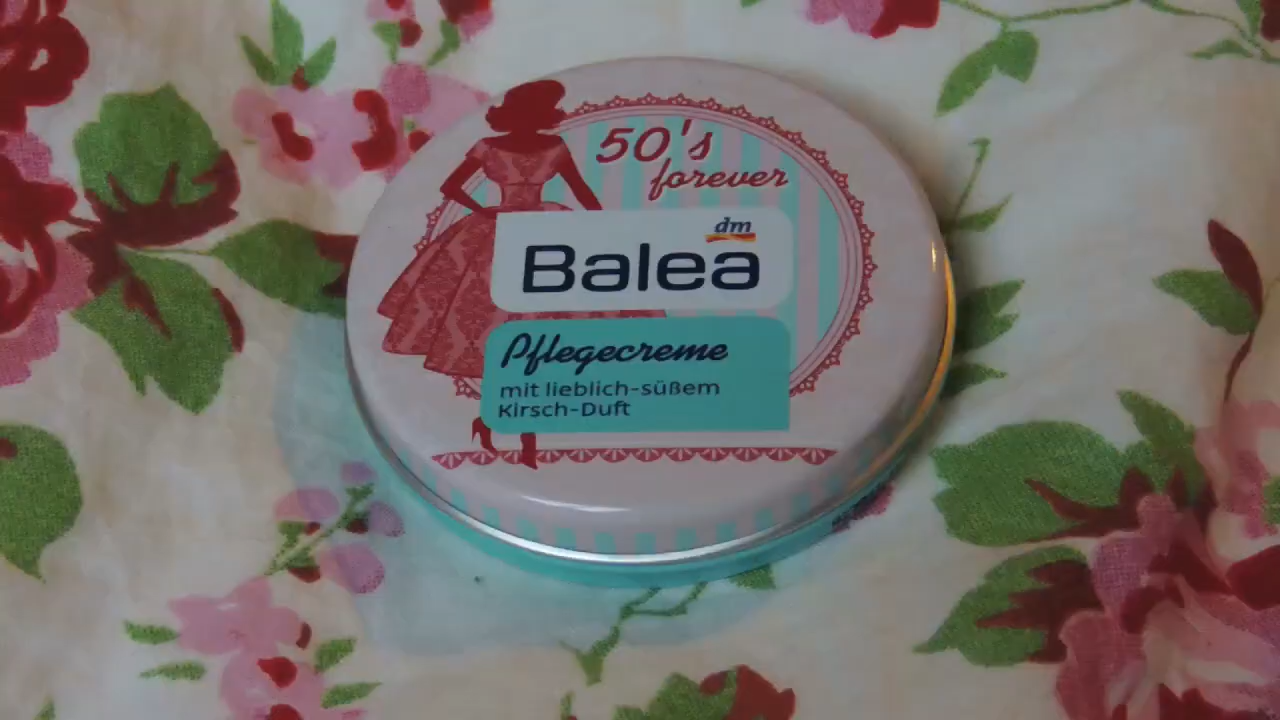 50's
forever
dm
Balea
Pflegecreme
mit lieblich-süßem
Kirsch-Duft